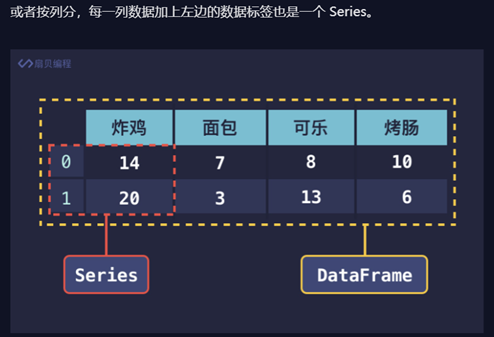 或者按列分，每一列数据加上左边的数据标签也是一个 Series。
扇贝编程
炸鸡 面包 可乐 烤肠
0 14 7 8 10
1 20 3 13 6
Series DataFrame